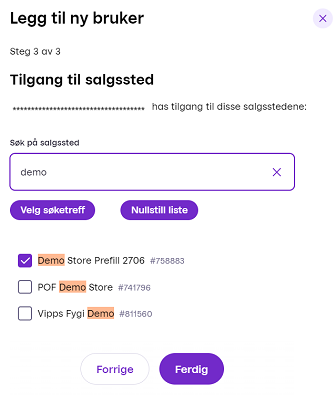 Legg til ny bruker
Steg 3 av 3
Tilgang til salgssted
************************************ has tilgang til disse salgsstedene:
Søk på salgssted
demo
Velg søketreff Nullstill liste
Demo Store Prefill 2706 #758883
POF Demo Store #741796
Vipps Fygi Demo #811560
Forrige Ferdig